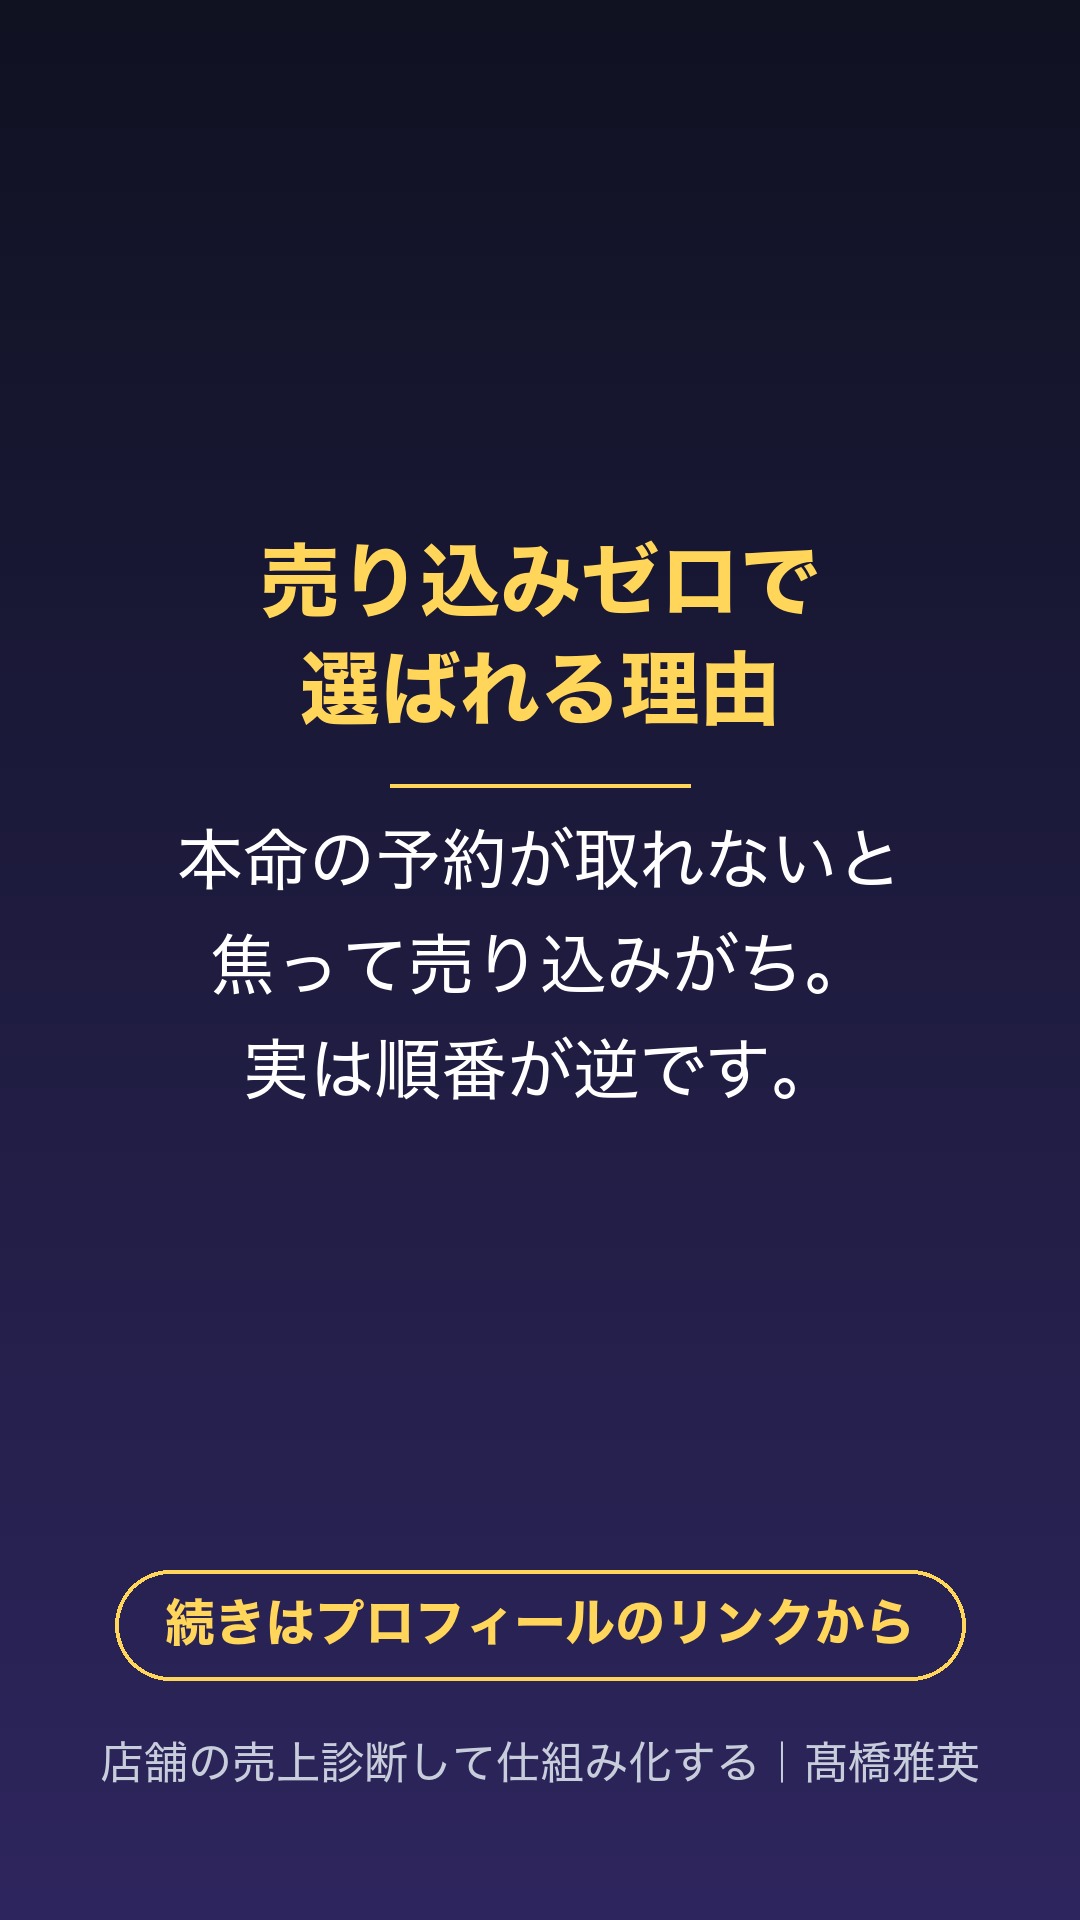 売り込みゼロで
選ばれる理由
本命の予約が取れないと
焦って売り込みがち。
実は順番が逆です。
続きはプロフィールのリンクから
店舗の売上診断して仕組み化する｜髙橋雅英